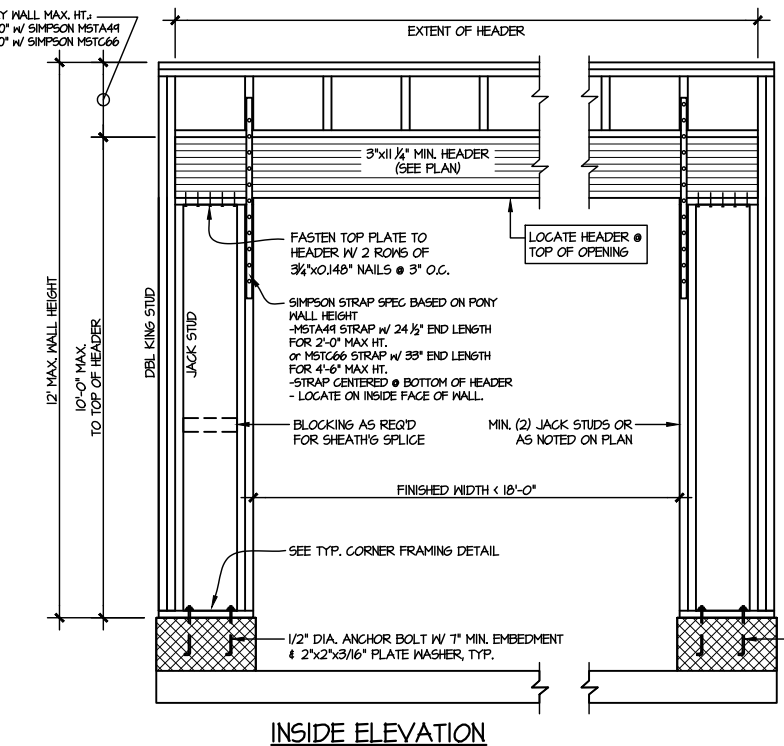 Y WALL MAX. HT.:
0" W/ SIMPSON MSTA49
0" W/ SIMPSON MSTC66
EXTENT OF HEADER
3"x11 1/4" MIN. HEADER
(SEE PLAN)
FASTEN TOP PLATE TO
HEADER W/ 2 ROWS OF
3 1/4"x0.148" NAILS @ 3" O.C.
LOCATE HEADER @
TOP OF OPENING
SIMPSON STRAP SPEC BASED ON PONY
WALL HEIGHT
-MSTA49 STRAP W/ 24 1/2" END LENGTH
FOR 2'-0" MAX HT.
or MSTC66 STRAP W/ 33" END LENGTH
FOR 4'-6" MAX HT.
-STRAP CENTERED @ BOTTOM OF HEADER
- LOCATE ON INSIDE FACE OF WALL.
12' MAX. WALL HEIGHT
10'-0" MAX.
TO TOP OF HEADER
DBL KING STUD
JACK STUD
BLOCKING AS REQ'D
FOR SHEATH'G SPLICE
MIN. (2) JACK STUDS OR
AS NOTED ON PLAN
FINISHED WIDTH < 18'-0"
SEE TYP. CORNER FRAMING DETAIL
1/2" DIA. ANCHOR BOLT W/ 7" MIN. EMBEDMENT
& 2"x2"x3/16" PLATE WASHER, TYP.
INSIDE ELEVATION